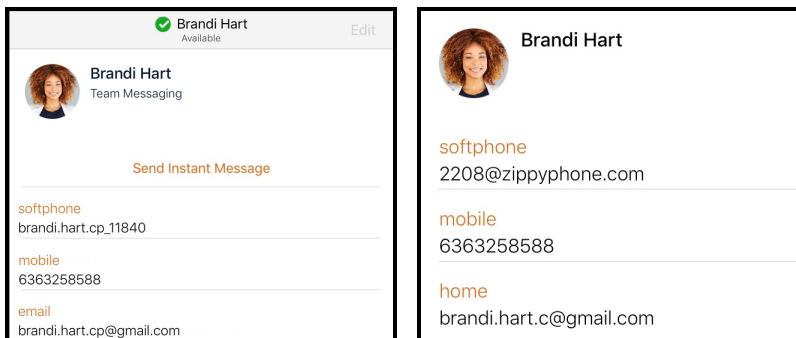 Brandi Hart
Available
Edit
Brandi Hart
Team Messaging
Send Instant Message
softphone
brandi.hart.cp_11840
mobile
6363258588
email
brandi.hart.cp@gmail.com
Brandi Hart
softphone
2208@zippyphone.com
mobile
6363258588
home
brandi.hart.c@gmail.com